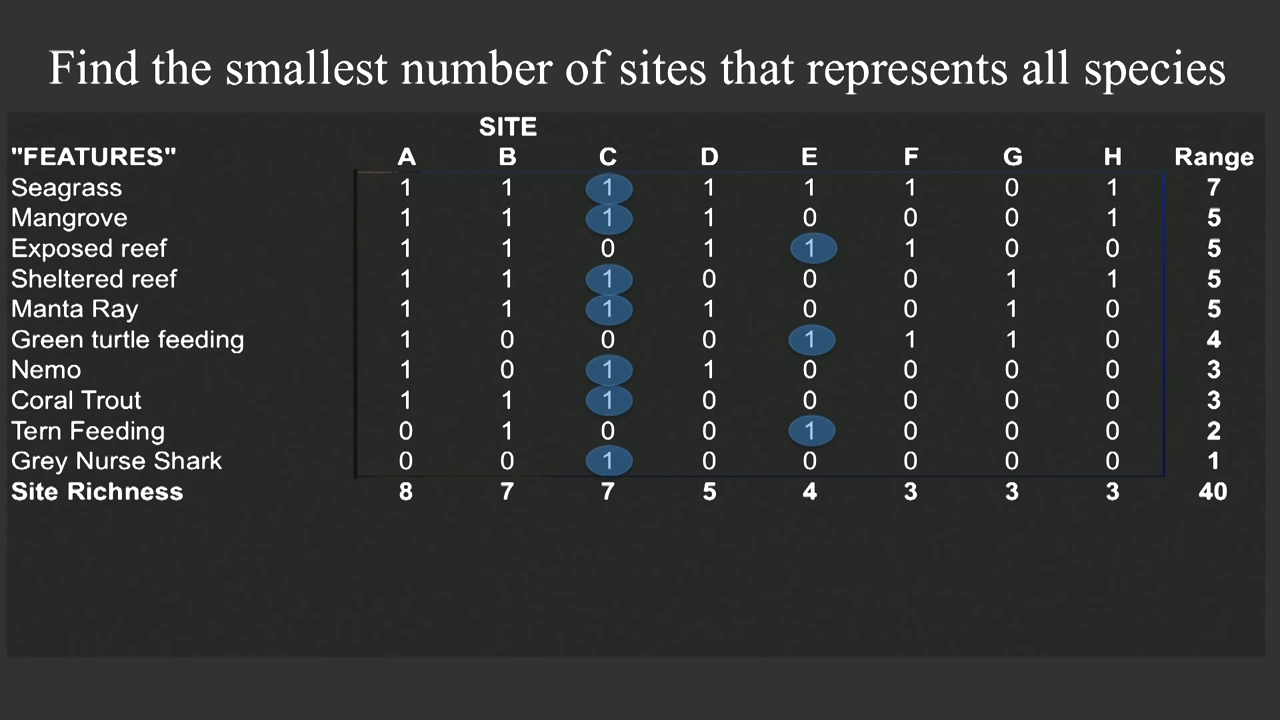 Find the smallest number of sites that represents all species
SITE
"FEATURES" A B C D E F G H Range
Seagrass 1 1 1 1 1 1 0 1 7
Mangrove 1 1 1 1 0 0 0 1 5
Exposed reef 1 1 0 1 1 1 0 0 5
Sheltered reef 1 1 1 0 0 0 1 1 5
Manta Ray 1 1 1 1 0 0 1 0 5
Green turtle feeding 1 0 0 0 1 1 1 0 4
Nemo 1 0 1 1 0 0 0 0 3
Coral Trout 1 1 1 0 0 0 0 0 3
Tern Feeding 0 1 0 0 1 0 0 0 2
Grey Nurse Shark 0 0 1 0 0 0 0 0 1
Site Richness 8 7 7 5 4 3 3 3 40